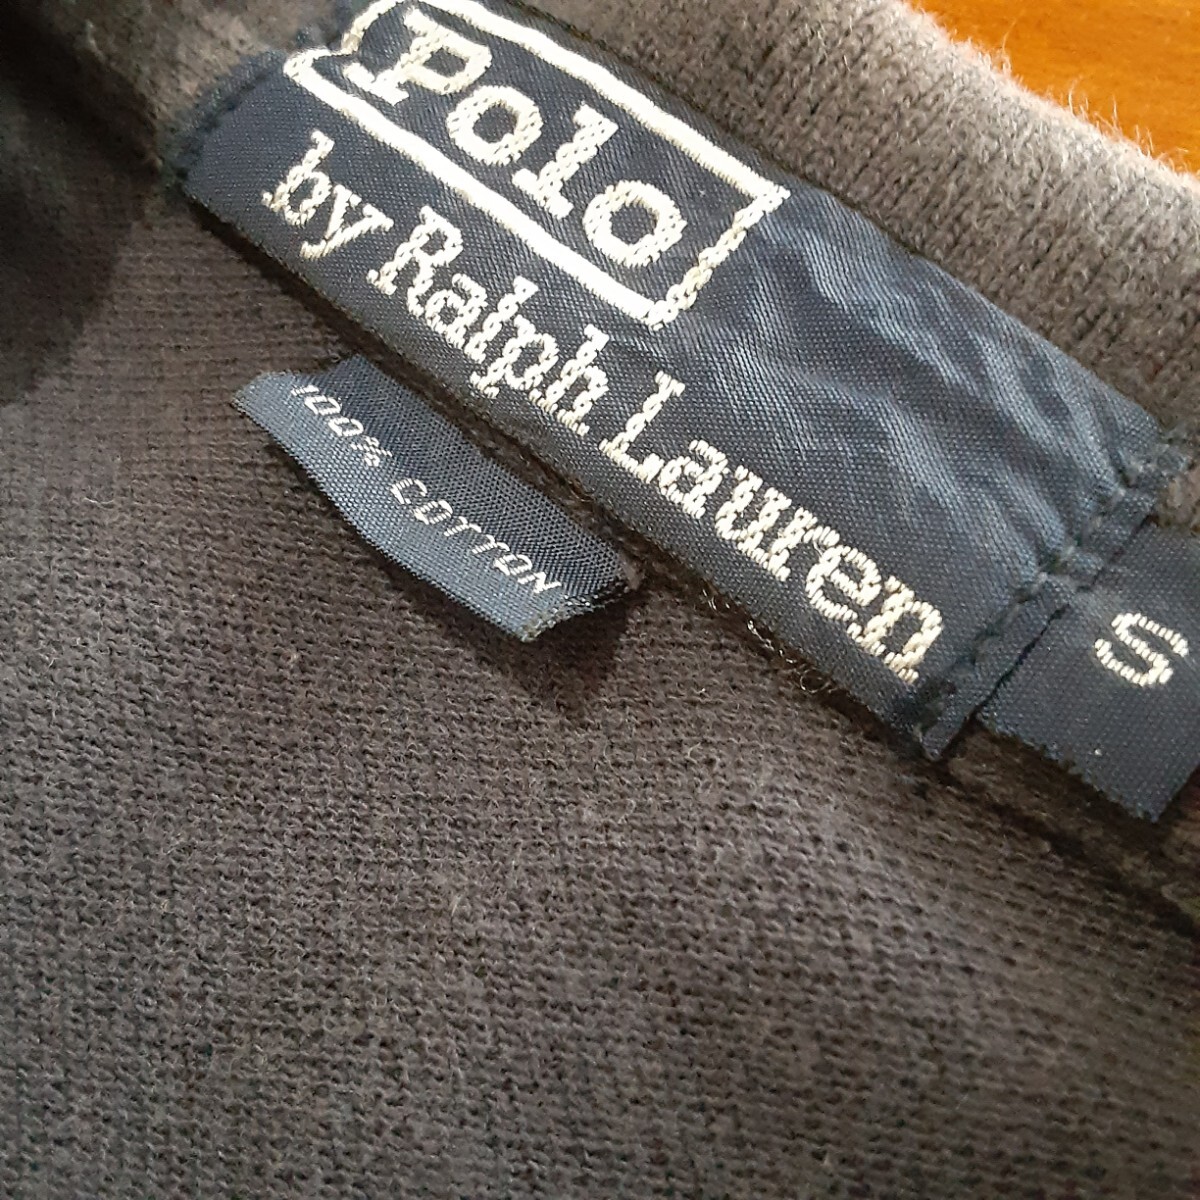 Polo
by Ralph Lauren
100% COTTON
S